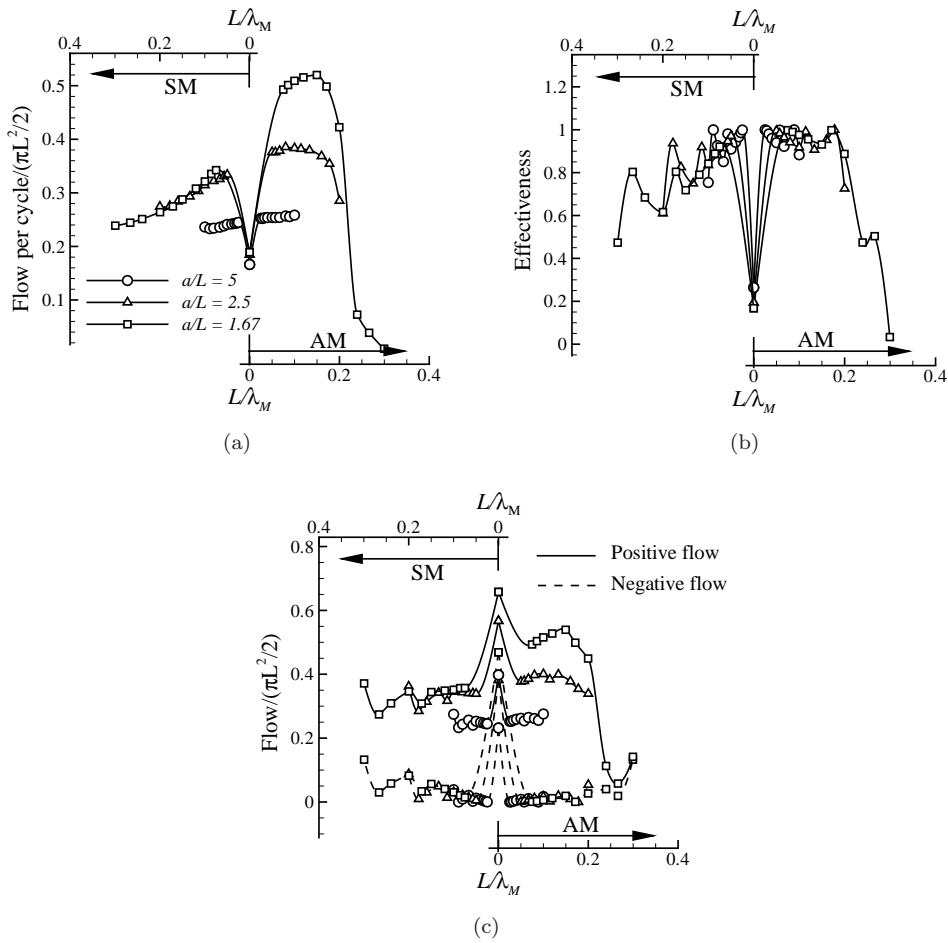 L/λM
0.4 0.2 0
SM
Flow per cycle/(πL²/2)
0.5
0.4
0.3
0.2
0.1
a/L = 5
a/L = 2.5
a/L = 1.67
AM
0 0.2 0.4
L/λM
(a)
L/λM
0.4 0.2 0
SM
Effectiveness
1.2
1
0.8
0.6
0.4
0.2
0
AM
0 0.2 0.4
L/λM
(b)
L/λM
0.4 0.2 0
SM
Positive flow
Negative flow
Flow/(πL²/2)
0.8
0.6
0.4
0.2
0
AM
0 0.2 0.4
L/λM
(c)